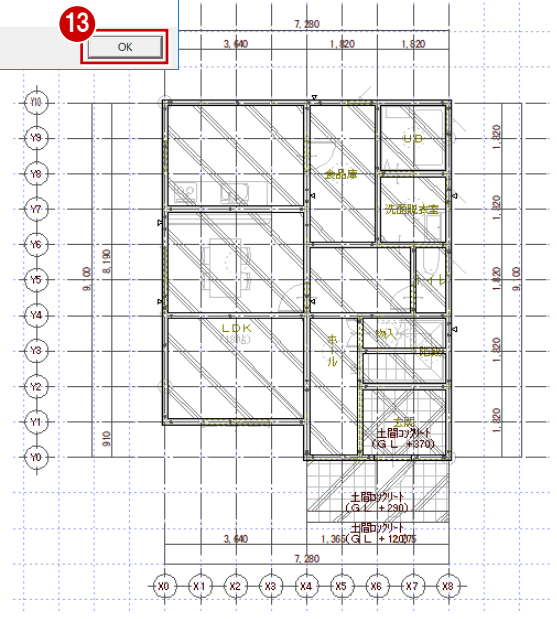 13
OK
7,280
3,640
1,820
1,820
Y10
Y9
Y8
Y7
Y6
Y5
Y4
Y3
Y2
Y1
Y0
9,100
8,190
910
UB
食品庫
洗面脱衣室
トイレ
LDK
ホール
物入
玄関
土間コンクリート
(GL +370)
土間コンクリート
(GL +290)
土間コンクリート
1,820
1,820
1,820
1,820
1,820
9,100
3,640
7,280
X0
X1
X2
X3
X4
X5
X6
X7
X8